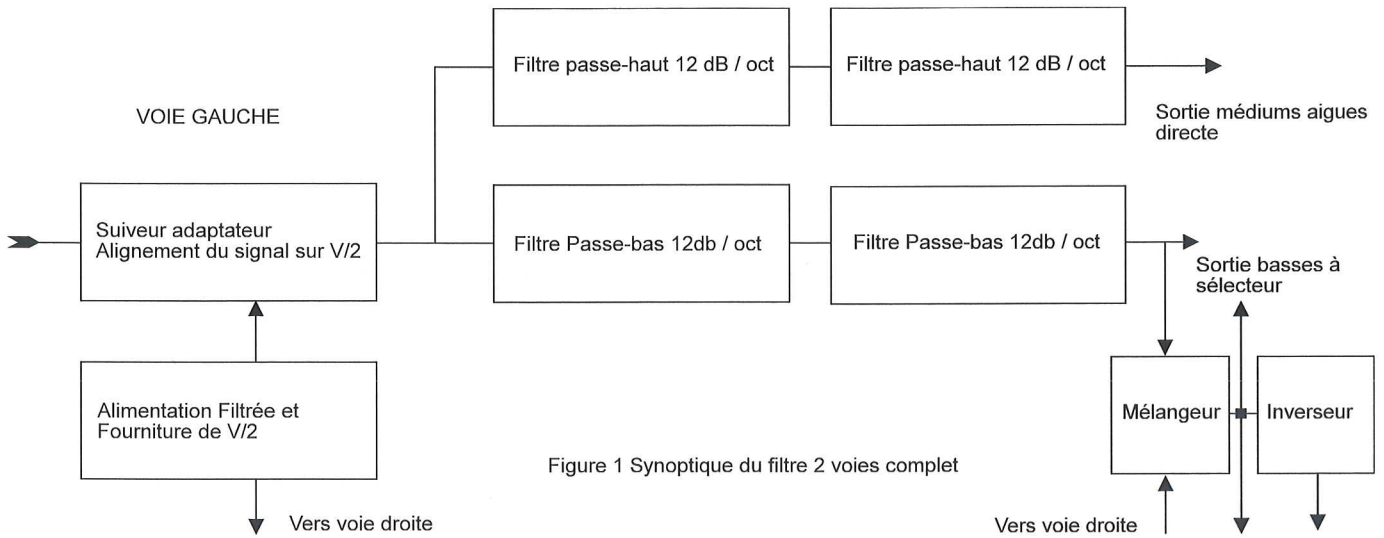 Filtre passe-haut 12 dB / oct
Filtre passe-haut 12 dB / oct
VOIE GAUCHE
Sortie médiums aigues
directe
Suiveur adaptateur
Alignement du signal sur V/2
Filtre Passe-bas 12db / oct
Filtre Passe-bas 12db / oct
Sortie basses à
sélecteur
Alimentation Filtrée et
Fourniture de V/2
Mélangeur
Inverseur
Figure 1 Synoptique du filtre 2 voies complet
Vers voie droite
Vers voie droite